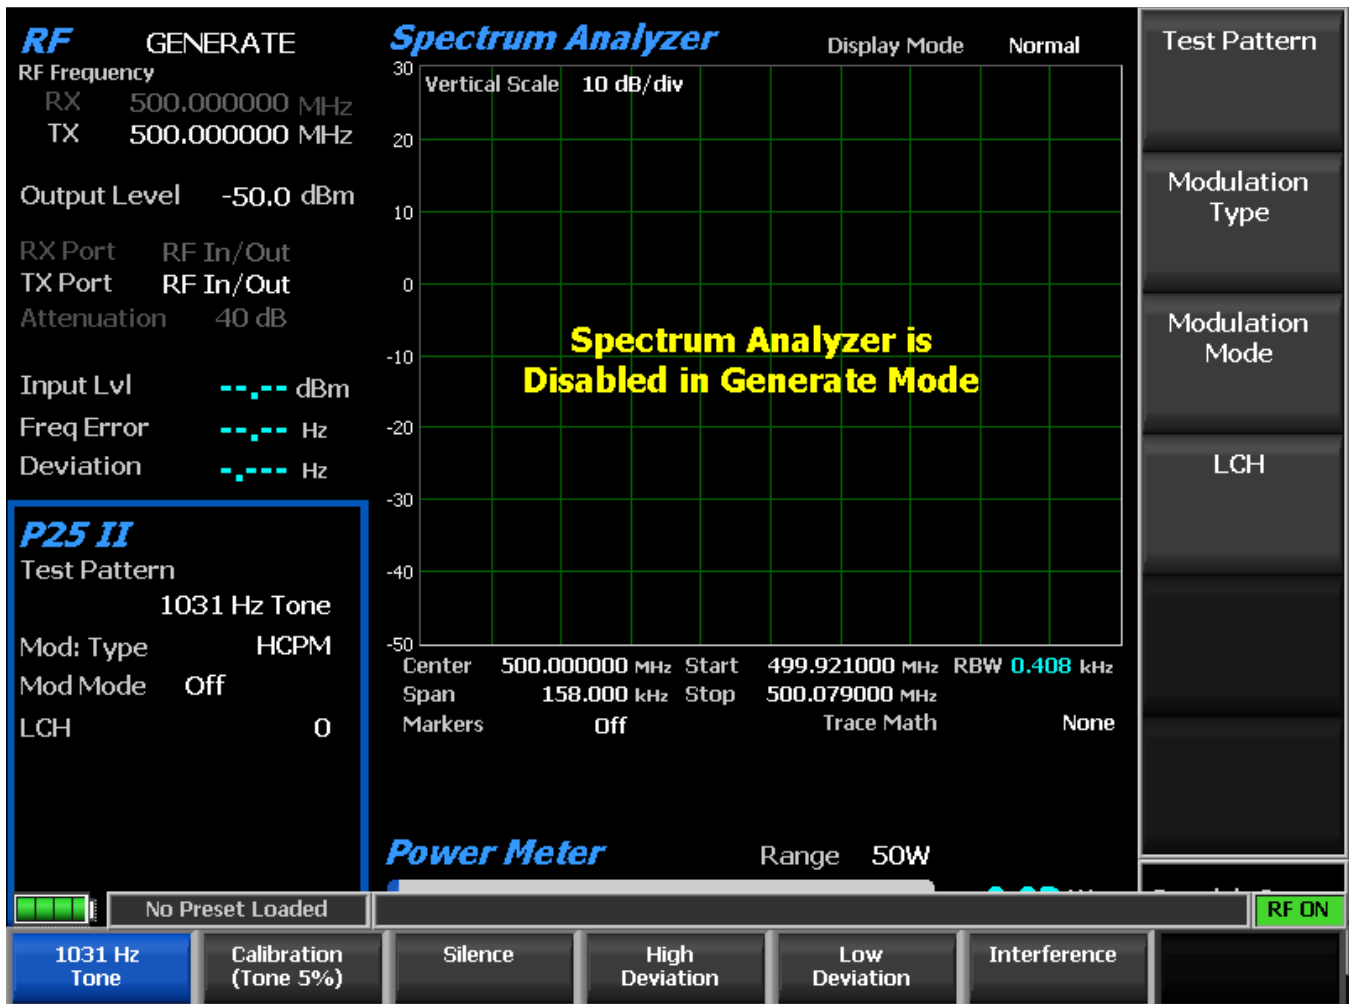 RF GENERATE
RF Frequency
RX 500.000000 MHz
TX 500.000000 MHz
Output Level -50.0 dBm
RX Port RF In/Out
TX Port RF In/Out
Attenuation 40 dB
Input Lvl --.-- dBm
Freq Error --.-- Hz
Deviation -.--- Hz
P25 II
Test Pattern
1031 Hz Tone
Mod: Type HCPM
Mod Mode Off
LCH 0
Spectrum Analyzer Display Mode Normal
Vertical Scale 10 dB/div
30
20
10
0
-10
-20
-30
-40
-50
Spectrum Analyzer is
Disabled in Generate Mode
Center 500.000000 MHz Start 499.921000 MHz RBW 0.408 kHz
Span 158.000 kHz Stop 500.079000 MHz
Markers Off Trace Math None
Power Meter Range 50W
Test Pattern
Modulation
Type
Modulation
Mode
LCH
No Preset Loaded
RF ON
1031 Hz
Tone
Calibration
(Tone 5%)
Silence
High
Deviation
Low
Deviation
Interference